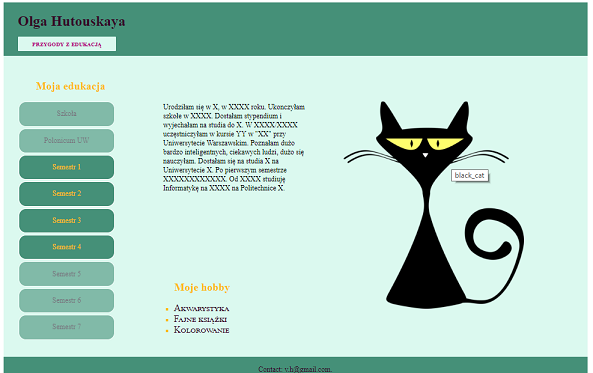 Olga Hutouskaya
PRZYGODY Z EDUKACJĄ
Moja edukacja
Szkoła
Polonicum UW
Semestr 1
Semestr 2
Semestr 3
Semestr 4
Semestr 5
Semestr 6
Semestr 7
Urodziłam się w X, w XXXX roku. Ukończyłam
szkołe w XXXX. Dostałam stypendium i
wyjechałam na studia do X. W XXXX/XXXX
uczęstniczyłam w kursie YY w "XX" przy
Uniwersytecie Warszawskim. Poznałam dużo
bardzo inteligentnych, ciekawych ludzi, dużo się
nauczyłam. Dostałam się na studia X na
Uniwersytecie X. Po pierwszym semestrze
XXXXXXXXXXXX. Od XXXX studiuję
Informatykę na XXXX na Politechnice X.
black_cat
Moje hobby
AKWARYSTYKA
FAJNE KSIĄŻKI
KOLOROWANIE
Contact: v.h@gmail.com.